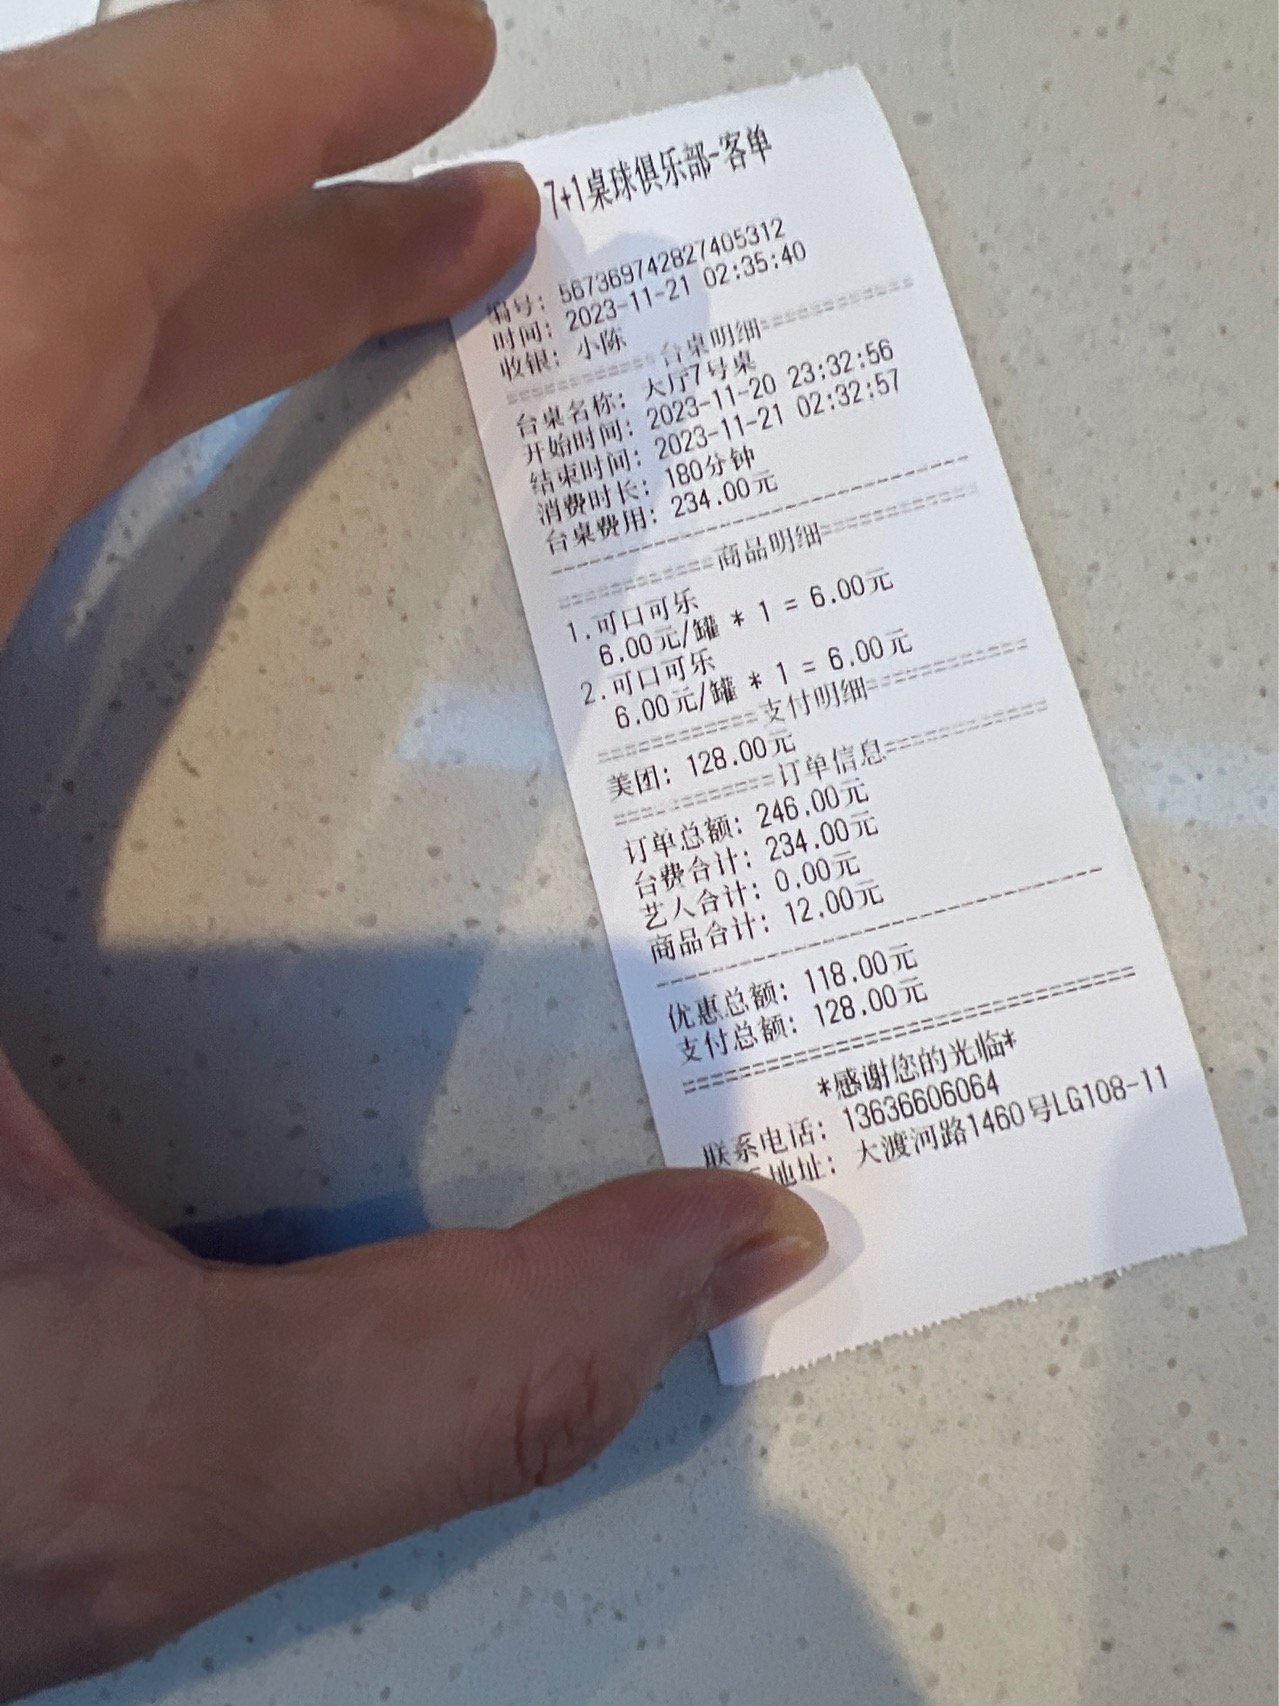 7+1桌球俱乐部-客单
编号: 567369742827405312
时间: 2023-11-21 02:35:40
收银: 小陈
============台桌明细============
台桌名称: 大厅7号桌
开始时间: 2023-11-20 23:32:56
结束时间: 2023-11-21 02:32:57
消费时长: 180分钟
台桌费用: 234.00元
--------------------------------
============商品明细============
1.可口可乐
6.00元/罐 * 1 = 6.00元
2.可口可乐
6.00元/罐 * 1 = 6.00元
============支付明细============
美团: 128.00元
============订单信息============
订单总额: 246.00元
台费合计: 234.00元
艺人合计: 0.00元
商品合计: 12.00元
--------------------------------
优惠总额: 118.00元
支付总额: 128.00元
================================
*感谢您的光临*
联系电话: 13636606064
地址: 大渡河路1460号LG108-11